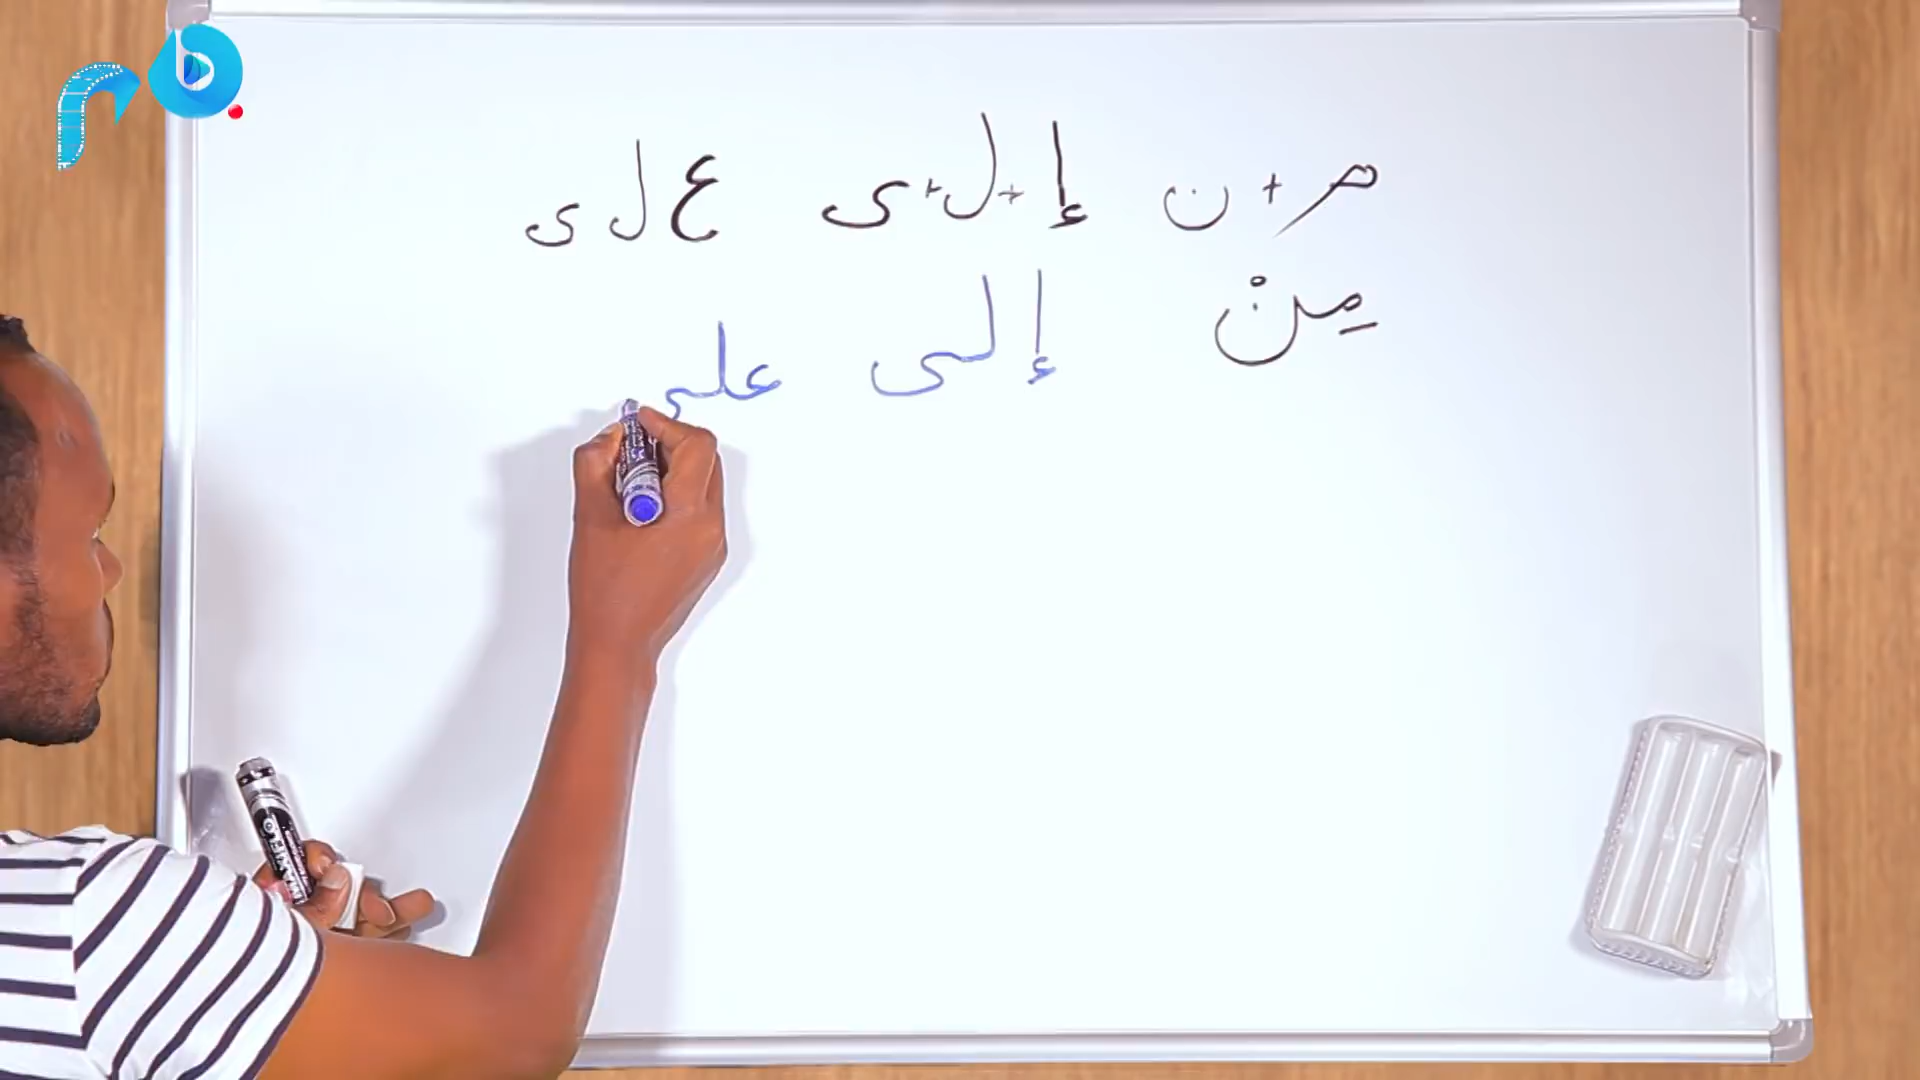 م + ن إ + ل + ى ع ل ى
مِنْ إلى على